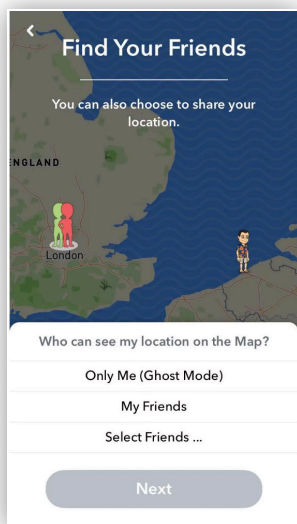 Find Your Friends
You can also choose to share your
location.
ENGLAND
London
Who can see my location on the Map?
Only Me (Ghost Mode)
My Friends
Select Friends ...
Next